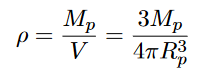 ρ = M_p / V = 3M_p / 4πR_p^3